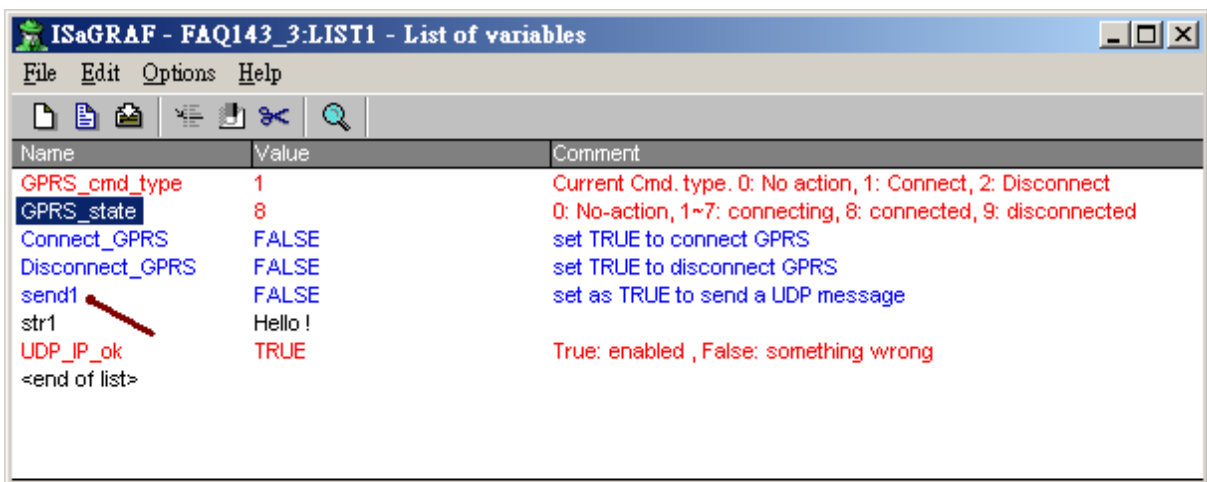 ISaGRAF - FAQ143_3:LIST1 - List of variables
File Edit Options Help
Name Value Comment
GPRS_cmd_type 1 Current Cmd. type. 0: No action, 1: Connect, 2: Disconnect
GPRS_state 8 0: No-action, 1~7: connecting, 8: connected, 9: disconnected
Connect_GPRS FALSE set TRUE to connect GPRS
Disconnect_GPRS FALSE set TRUE to disconnect GPRS
send1 FALSE set as TRUE to send a UDP message
str1 Hello !
UDP_IP_ok TRUE True: enabled , False: something wrong
<end of list>